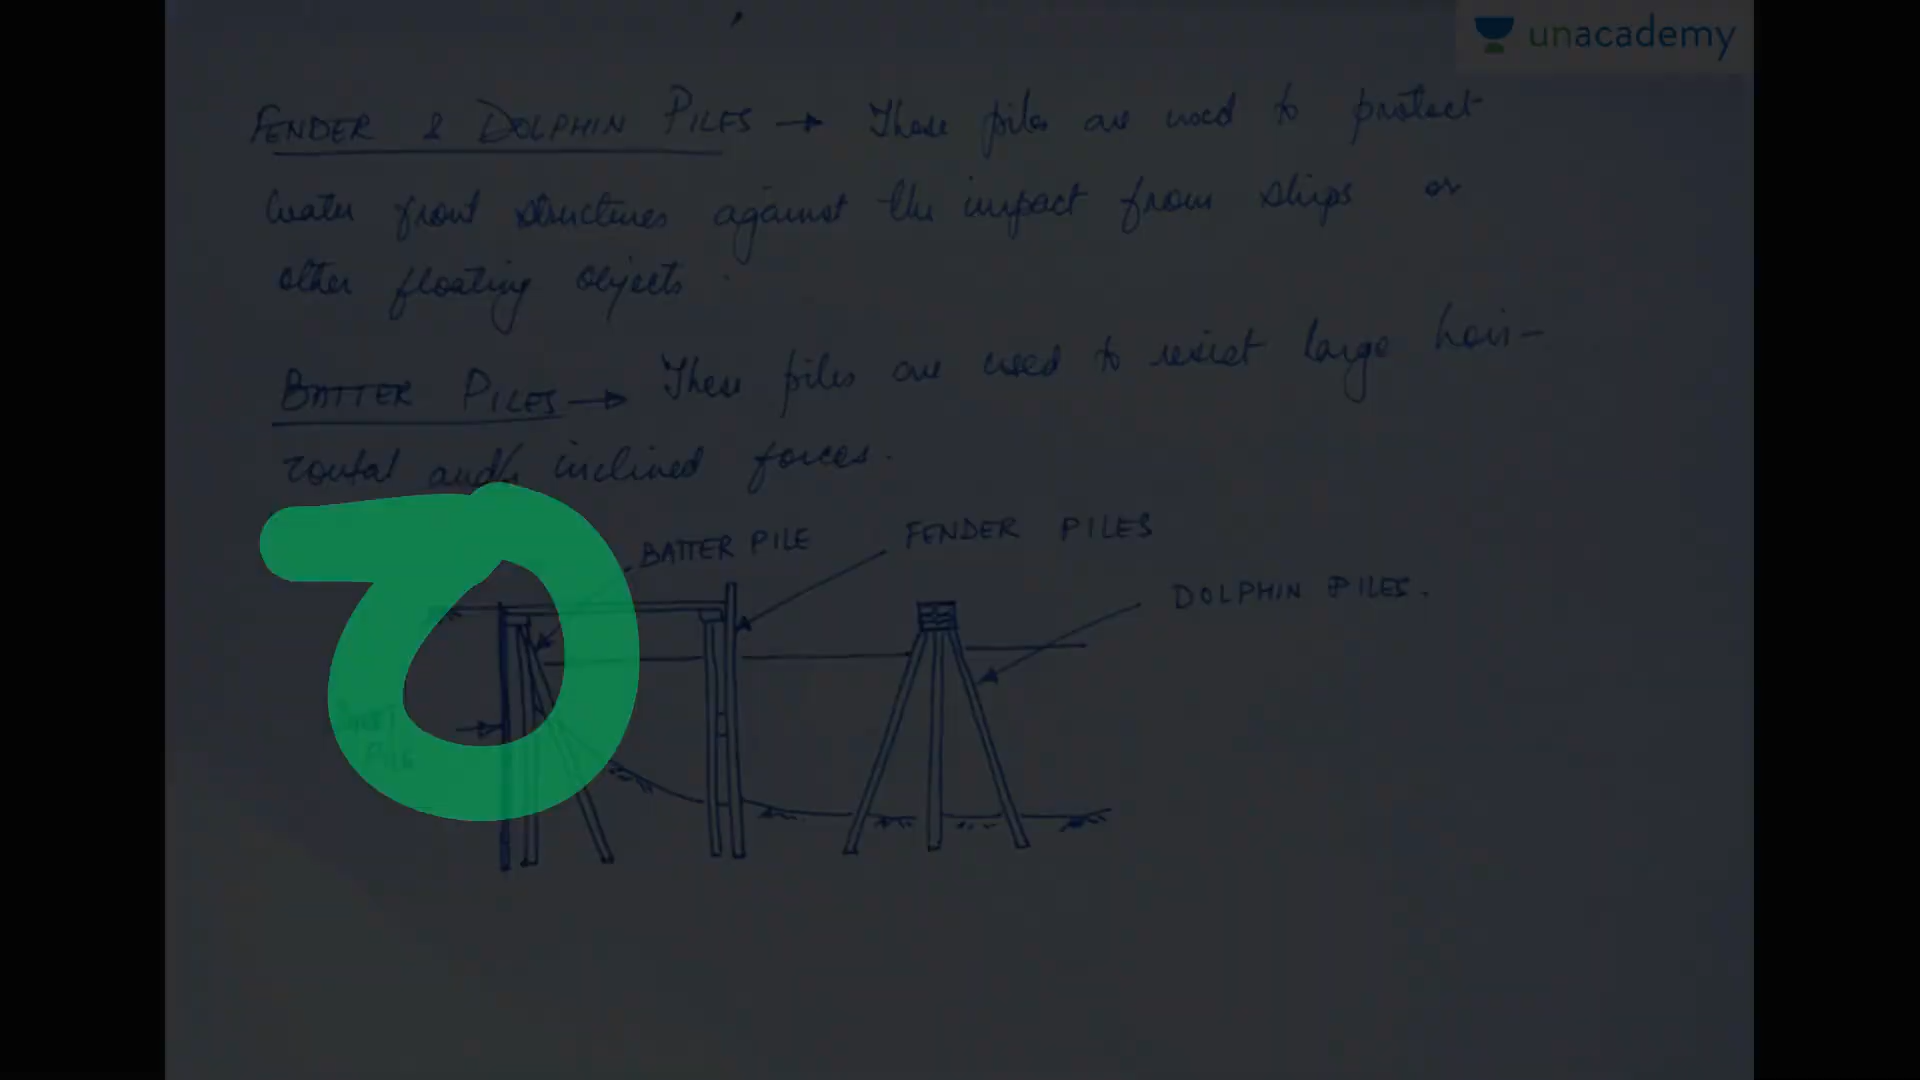 unacademy
FENDER & DOLPHIN PILES → These piles are used to protect
water front structures against the impact from ships or
other floating objects.
BATTER PILES → These piles are used to resist large hori-
zontal and/r inclined forces.
BATTER PILE
FENDER PILES
DOLPHIN PILES.
SHEET
PILE